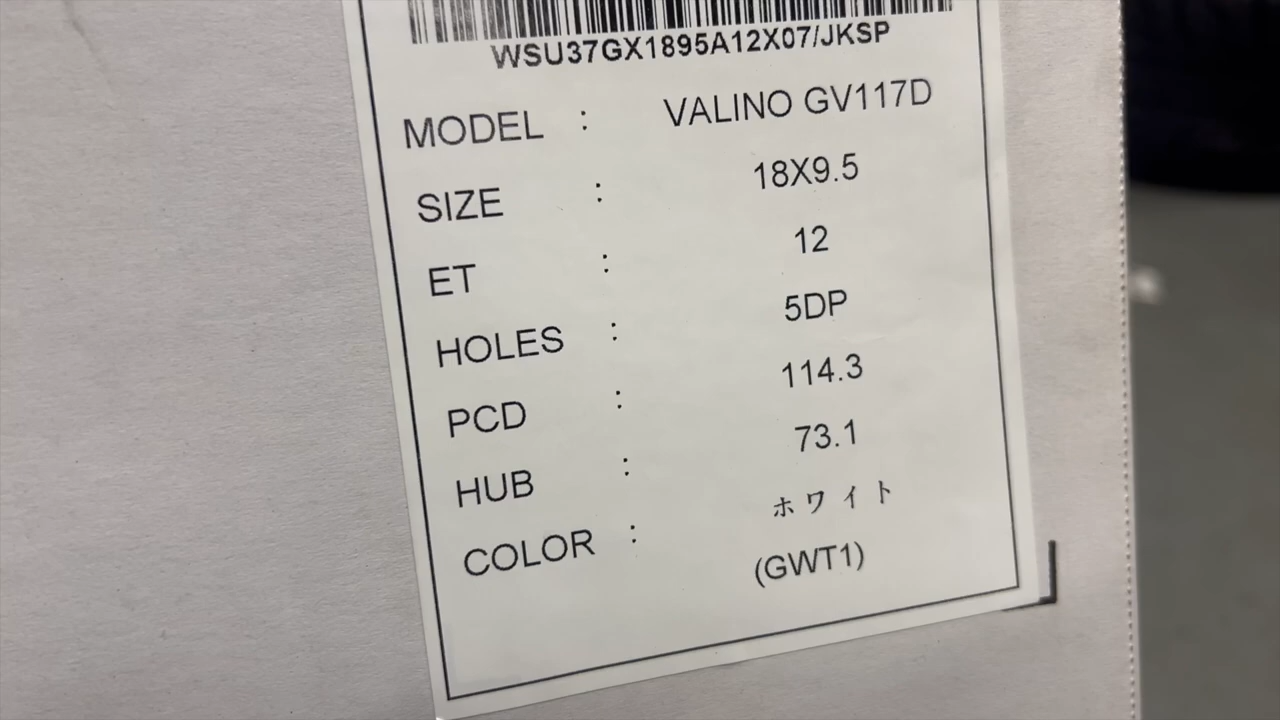 WSU37GX1895A12X07/JKSP
MODEL : VALINO GV117D
SIZE : 18X9.5
ET : 12
HOLES : 5DP
PCD : 114.3
HUB : 73.1
COLOR : ホワイト
(GWT1)